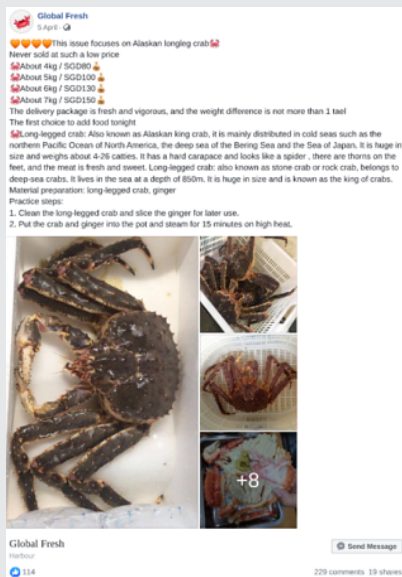 Global Fresh
5 April ·
🧡🧡🧡🧡This issue focuses on Alaskan longleg crab🦀
Never sold at such a low price
🦀About 4kg / SGD80
🦀About 5kg / SGD100
🦀About 6kg / SGD130
🦀About 7kg / SGD150
The delivery package is fresh and vigorous, and the weight difference is not more than 1 tael
The first choice to add food tonight
🦀Long-legged crab: Also known as Alaskan king crab, it is mainly distributed in cold seas such as the
northern Pacific Ocean of North America, the deep sea of the Bering Sea and the Sea of Japan. It is huge in
size and weighs about 4-26 catties. It has a hard carapace and looks like a spider , there are thorns on the
feet, and the meat is fresh and sweet. Long-legged crab: also known as stone crab or rock crab, belongs to
deep-sea crabs. It lives in the sea at a depth of 850m. It is huge in size and is known as the king of crabs.
Material preparation: long-legged crab, ginger
Practice steps:
1. Clean the long-legged crab and slice the ginger for later use.
2. Put the crab and ginger into the pot and steam for 15 minutes on high heat.
+8
Global Fresh
Harbour
Send Message
114
229 comments 19 shares